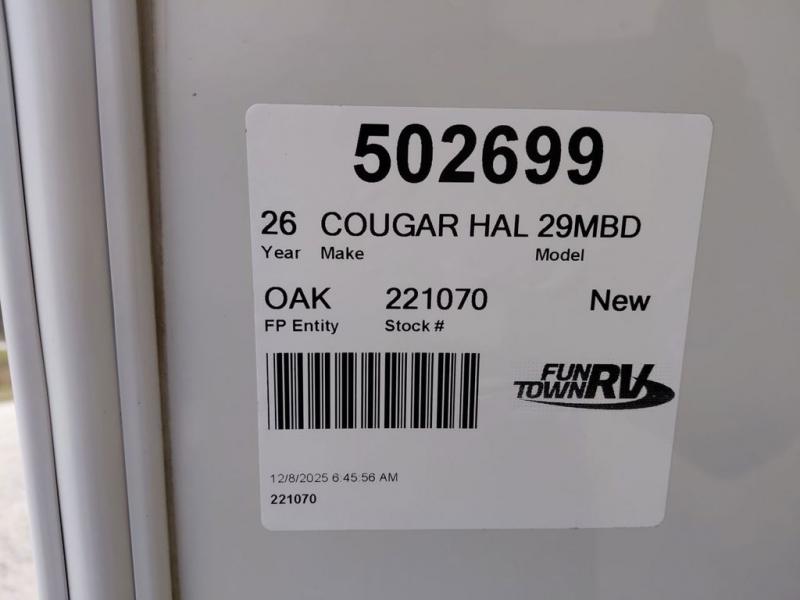 502699
26 COUGAR HAL 29MBD
Year Make Model
OAK 221070 New
FP Entity Stock #
FUN TOWN RV
12/8/2025 6:45:56 AM
221070